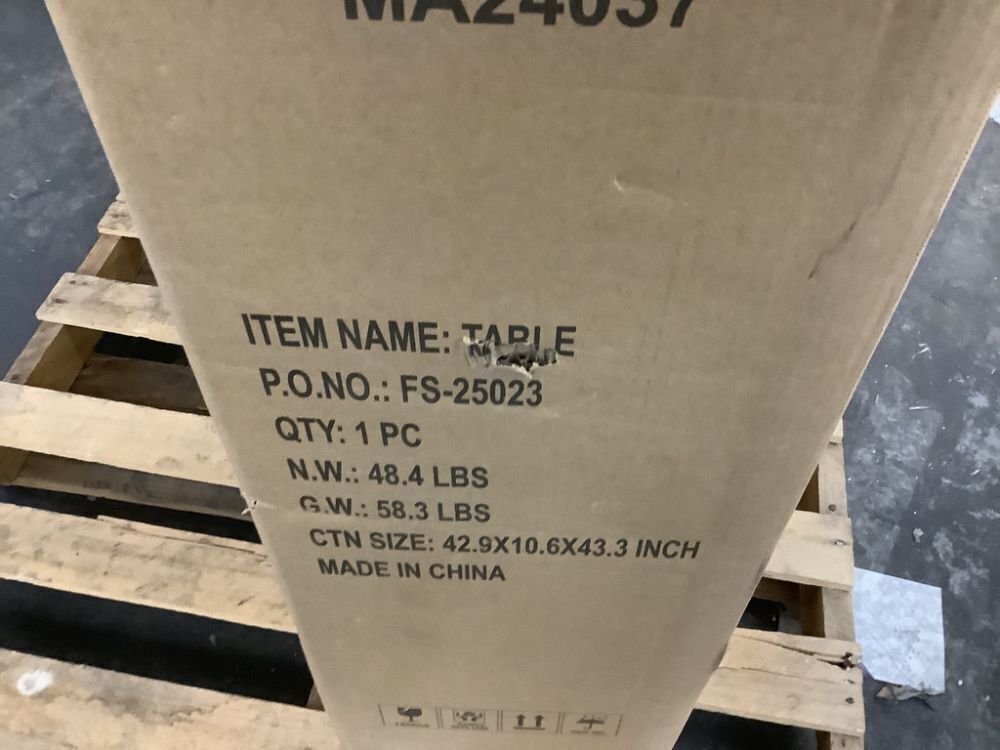 MA24037
ITEM NAME: TABLE
P.O.NO.: FS-25023
QTY: 1 PC
N.W.: 48.4 LBS
G.W.: 58.3 LBS
CTN SIZE: 42.9X10.6X43.3 INCH
MADE IN CHINA